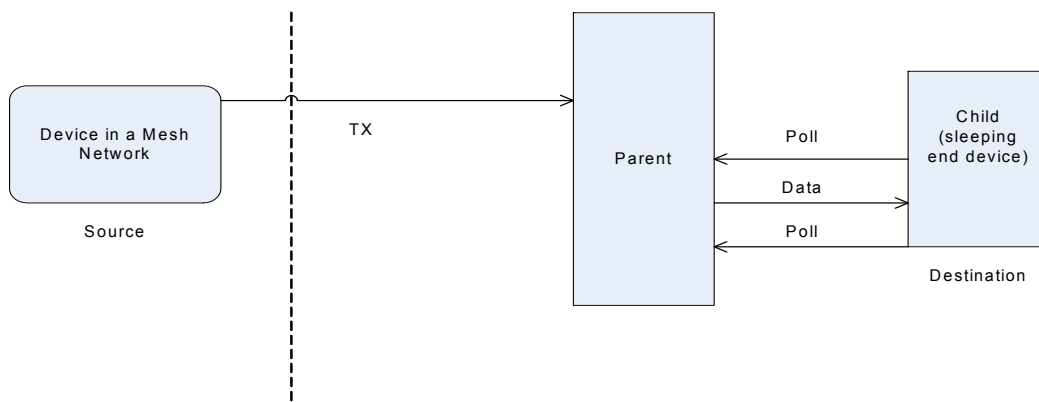 Device in a Mesh
Network
Source
TX
Parent
Poll
Data
Poll
Child
(sleeping
end device)
Destination